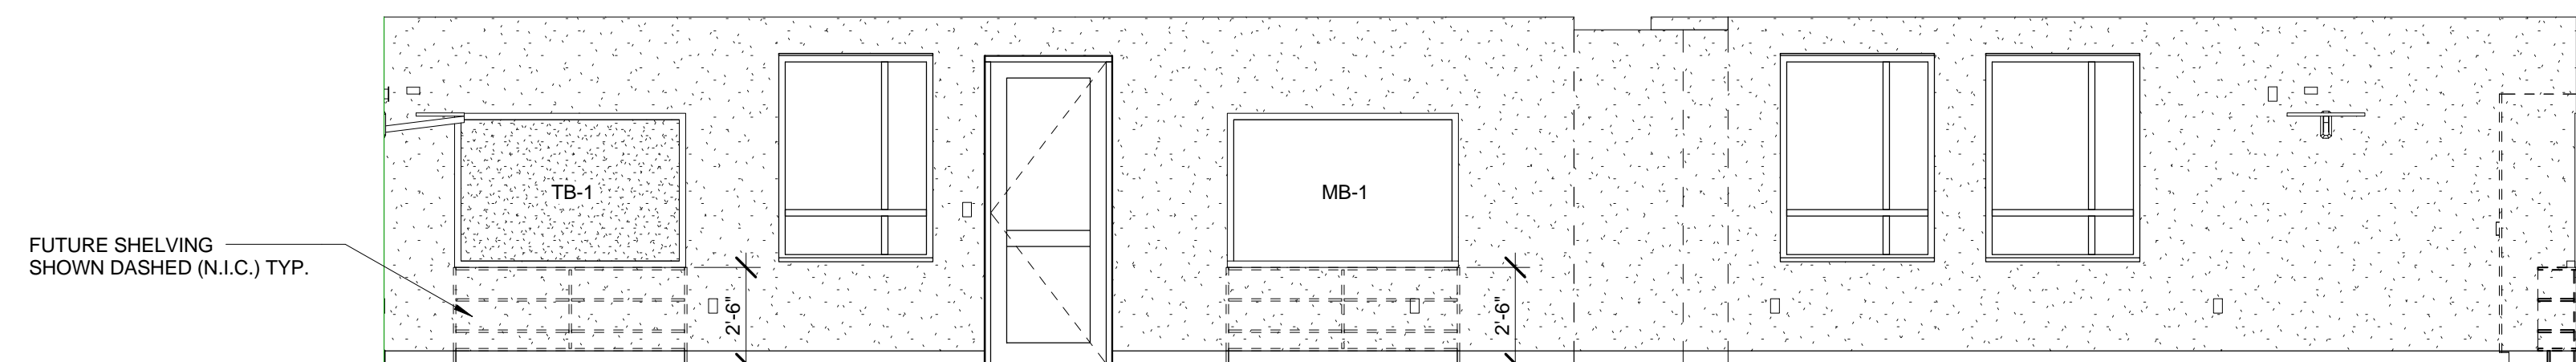 TB-1
MB-1
FUTURE SHELVING
SHOWN DASHED (N.I.C.) TYP.
2'-6"
2'-6"